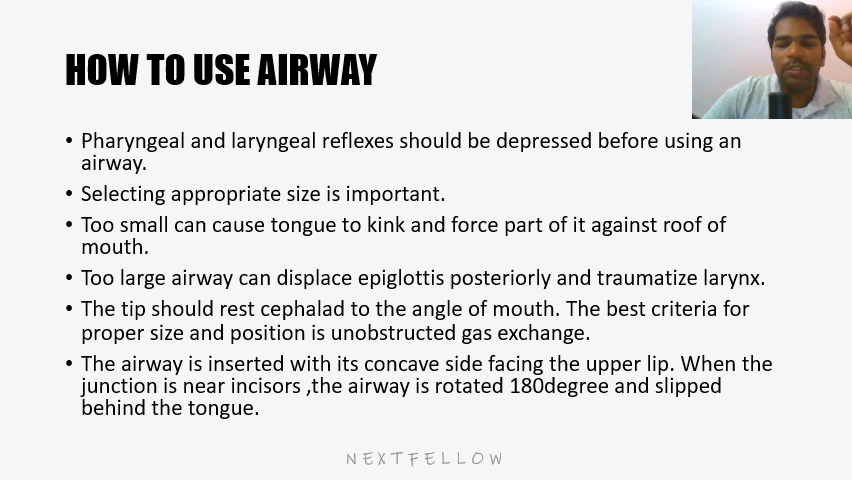 HOW TO USE AIRWAY
• Pharyngeal and laryngeal reflexes should be depressed before using an
airway.
• Selecting appropriate size is important.
• Too small can cause tongue to kink and force part of it against roof of
mouth.
• Too large airway can displace epiglottis posteriorly and traumatize larynx.
• The tip should rest cephalad to the angle of mouth. The best criteria for
proper size and position is unobstructed gas exchange.
• The airway is inserted with its concave side facing the upper lip. When the
junction is near incisors ,the airway is rotated 180degree and slipped
behind the tongue.
NEXTFELLOW